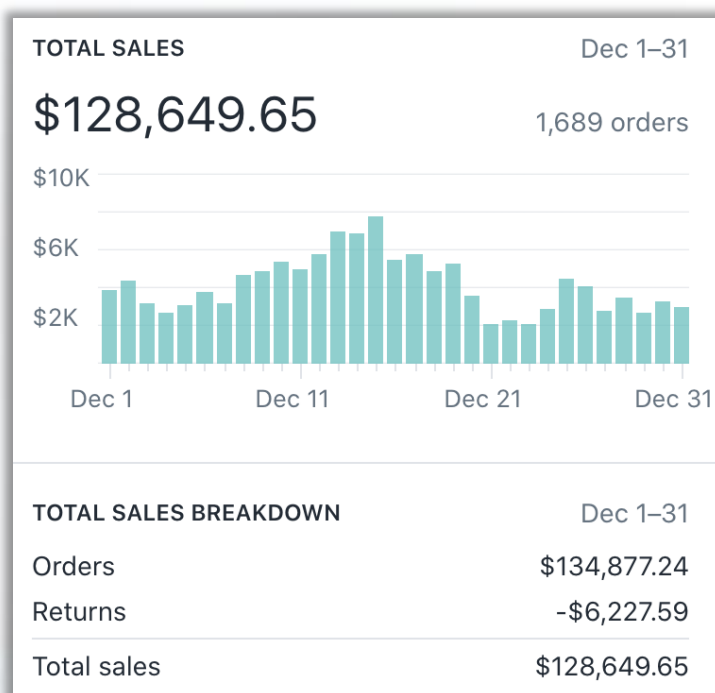 TOTAL SALES Dec 1–31
$128,649.65 1,689 orders
$10K
$6K
$2K
Dec 1 Dec 11 Dec 21 Dec 31
TOTAL SALES BREAKDOWN Dec 1–31
Orders $134,877.24
Returns -$6,227.59
Total sales $128,649.65